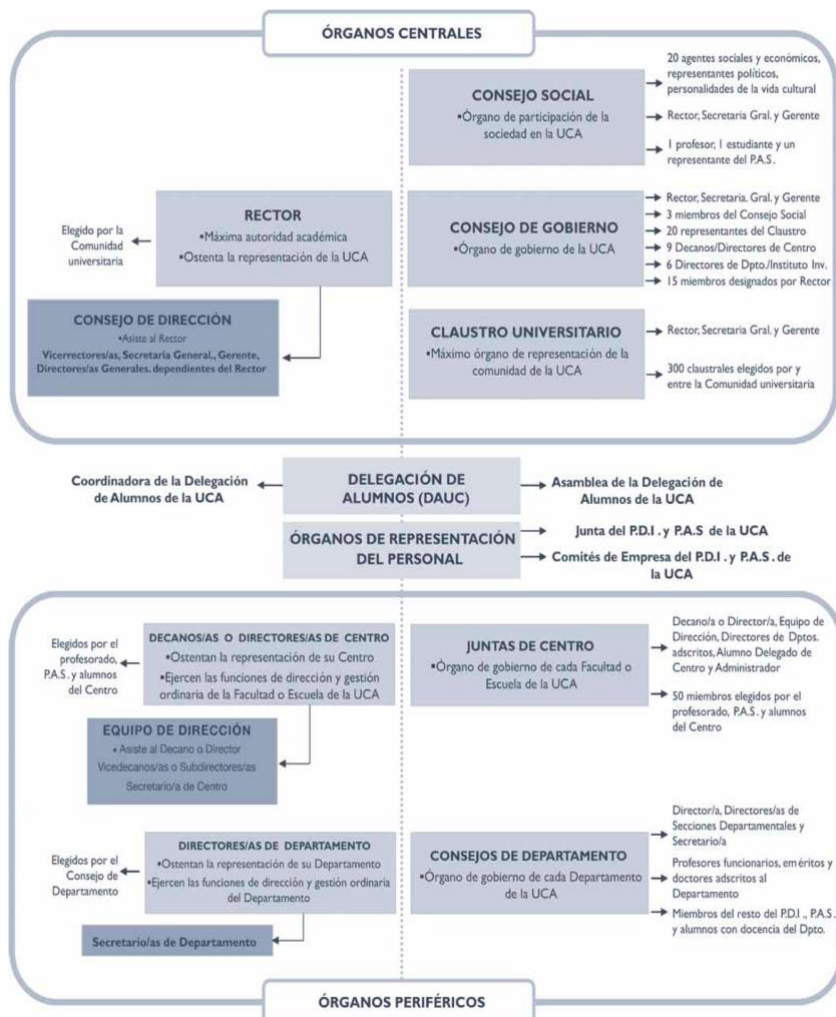 ÓRGANOS CENTRALES
CONSEJO SOCIAL
•Órgano de participación de la
sociedad en la UCA
20 agentes sociales y económicos,
representantes políticos,
personalidades de la vida cultural
Rector, Secretaria Gral. y Gerente
1 profesor, 1 estudiante y un
representante del P.A.S.
Elegido por la
Comunidad
universitaria
RECTOR
•Máxima autoridad académica
•Ostenta la representación de la UCA
CONSEJO DE DIRECCIÓN
•Asiste al Rector
Vicerrectores/as, Secretaria General., Gerente,
Directores/as Generales. dependientes del Rector
CONSEJO DE GOBIERNO
•Órgano de gobierno de la UCA
Rector, Secretaria. Gral. y Gerente
3 miembros del Consejo Social
20 representantes del Claustro
9 Decanos/Directores de Centro
6 Directores de Dpto./Instituto Inv.
15 miembros designados por Rector
CLAUSTRO UNIVERSITARIO
•Máximo órgano de representación de la
comunidad de la UCA
Rector, Secretaria Gral. y Gerente
300 claustrales elegidos por y
entre la Comunidad universitaria
Coordinadora de la Delegación
de Alumnos de la UCA
DELEGACIÓN DE
ALUMNOS (DAUC)
Asamblea de la Delegación de
Alumnos de la UCA
ÓRGANOS DE REPRESENTACIÓN
DEL PERSONAL
Junta del P.D.I. y P.A.S de la UCA
Comités de Empresa del P.D.I. y P.A.S. de
la UCA
Elegidos por el
profesorado,
P.A.S. y alumnos
del Centro
DECANOS/AS O DIRECTORES/AS DE CENTRO
•Ostentan la representación de su Centro
•Ejercen las funciones de dirección y gestión
ordinaria de la Facultad o Escuela de la UCA
EQUIPO DE DIRECCIÓN
• Asiste al Decano o Director
Vicedecanos/as o Subdirectores/as
Secretario/a de Centro
JUNTAS DE CENTRO
•Órgano de gobierno de cada Facultad o
Escuela de la UCA
Decano/a o Director/a, Equipo de
Dirección, Directores de Dptos.
adscritos, Alumno Delegado de
Centro y Administrador
50 miembros elegidos por el
profesorado, P.A.S. y alumnos
del Centro
Elegidos por el
Consejo de
Departamento
DIRECTORES/AS DE DEPARTAMENTO
•Ostentan la representación de su Departamento
•Ejercen las funciones de dirección y gestión ordinaria
del Departamento
Secretario/as de Departamento
CONSEJOS DE DEPARTAMENTO
•Órgano de gobierno de cada Departamento
de la UCA
Director/a, Directores/as de
Secciones Departamentales y
Secretario/a
Profesores funcionarios, eméritos y
doctores adscritos al
Departamento
Miembros del resto del P.D.I., P.A.S.
y alumnos con docencia del Dpto.
ÓRGANOS PERIFÉRICOS